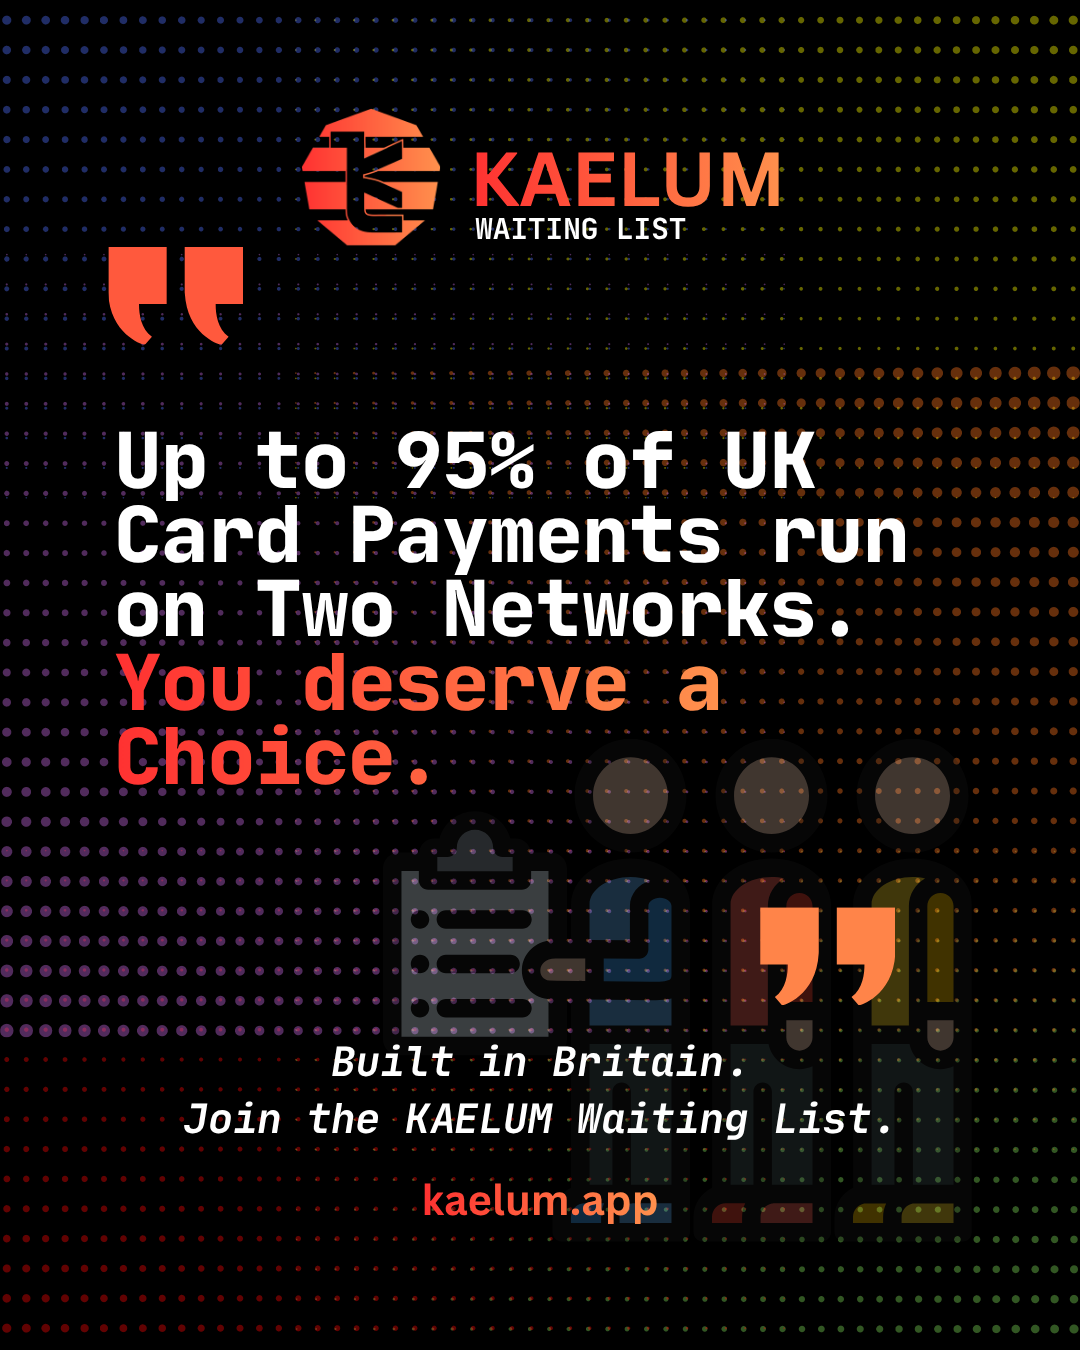 KAELUM
WAITING LIST
"
Up to 95% of UK
Card Payments run
on Two Networks.
You deserve a
Choice.
"
Built in Britain.
Join the KAELUM Waiting List.
kaelum.app